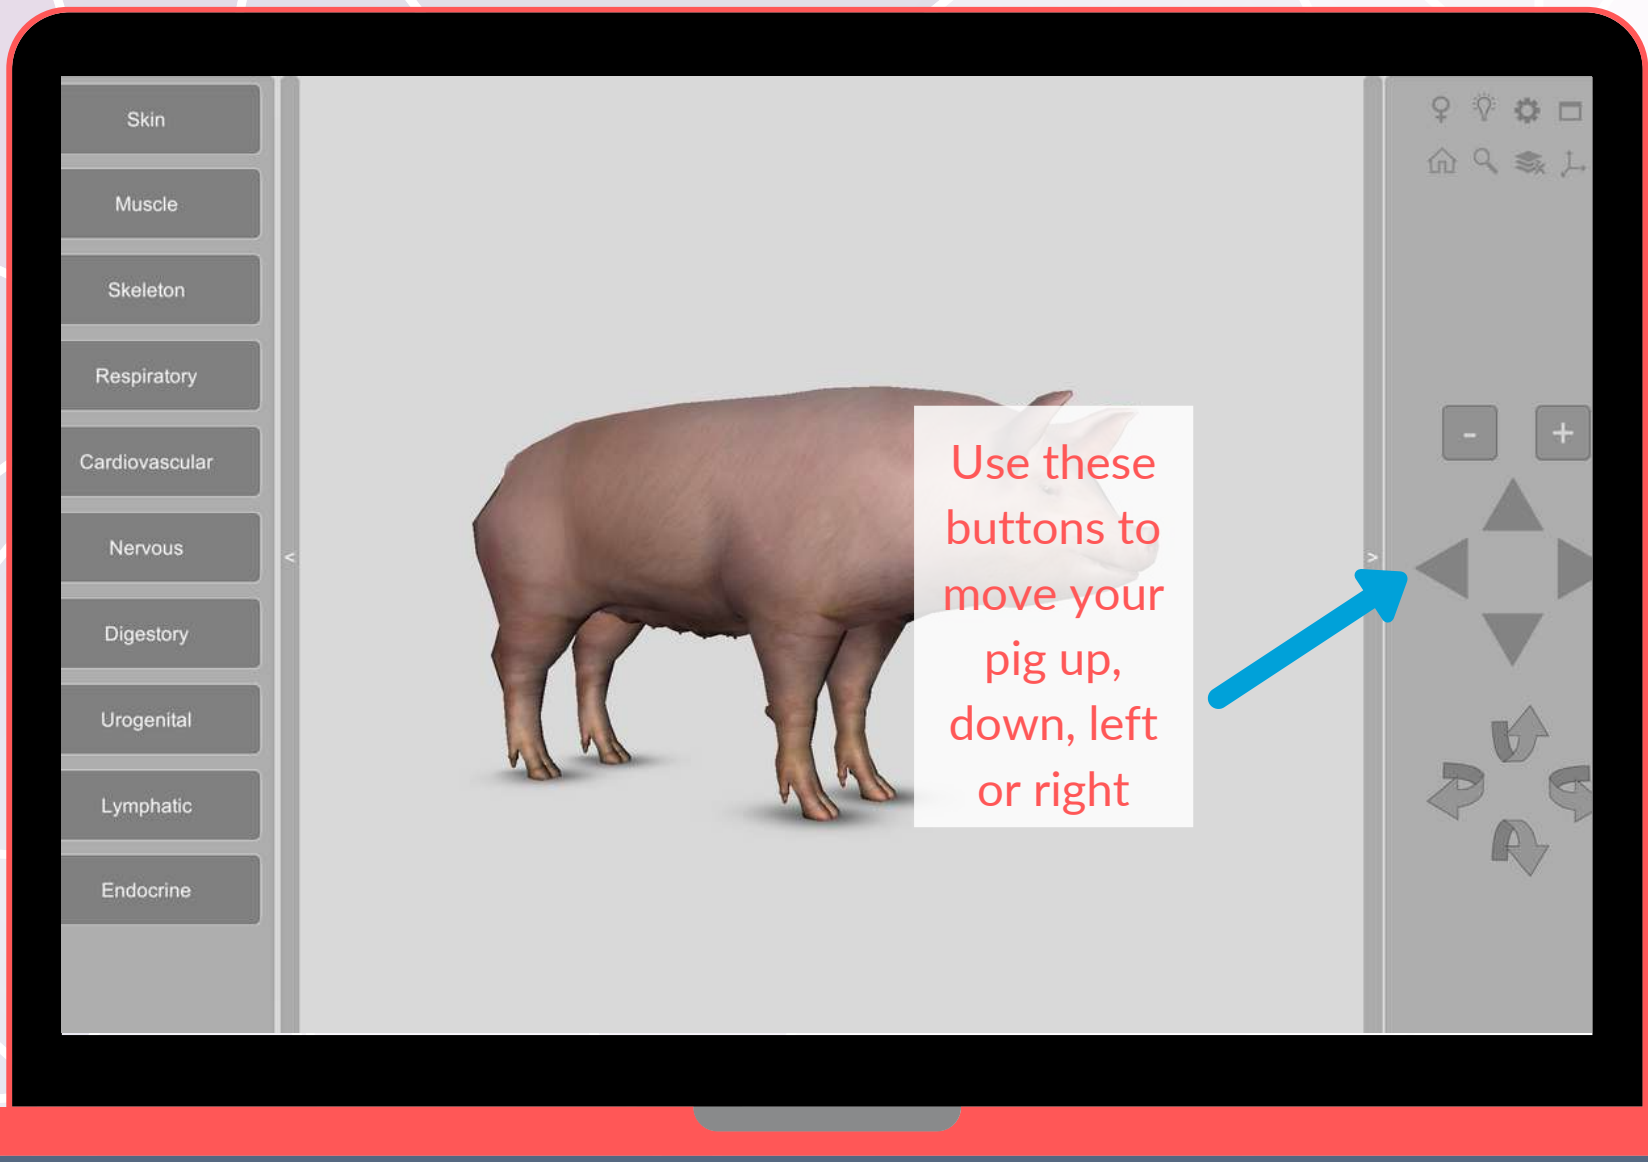 Skin
Muscle
Skeleton
Respiratory
Cardiovascular
Nervous
Digestory
Urogenital
Lymphatic
Endocrine
<
Use these
buttons to
move your
pig up,
down, left
or right
>
- +